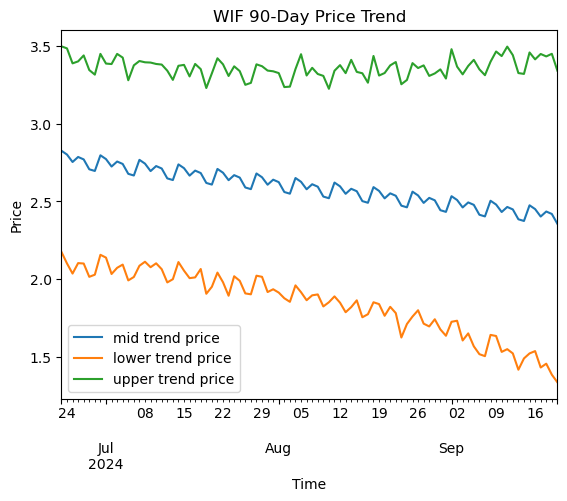 WIF 90-Day Price Trend
3.5
3.0
2.5
2.0
1.5
Price
mid trend price
lower trend price
upper trend price
24 08 15 22 29 05 12 19 26 02 09 16
Jul Aug Sep
2024
Time